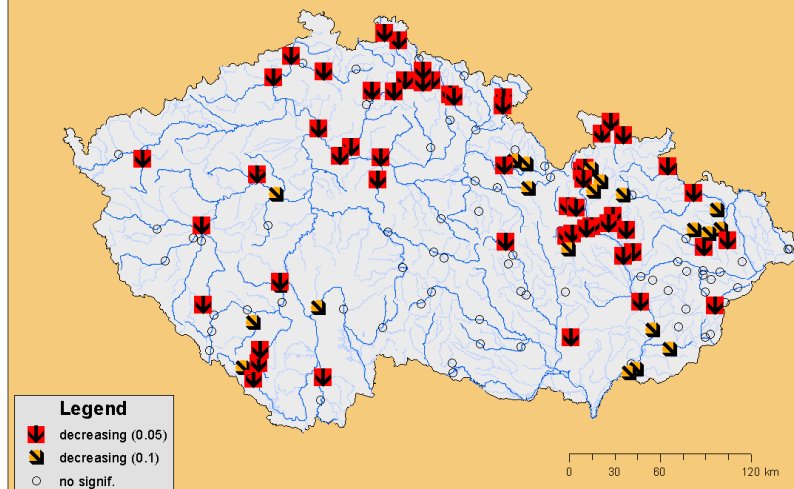 Legend
decreasing (0.05)
decreasing (0.1)
no signif.
0 30 60 120 km